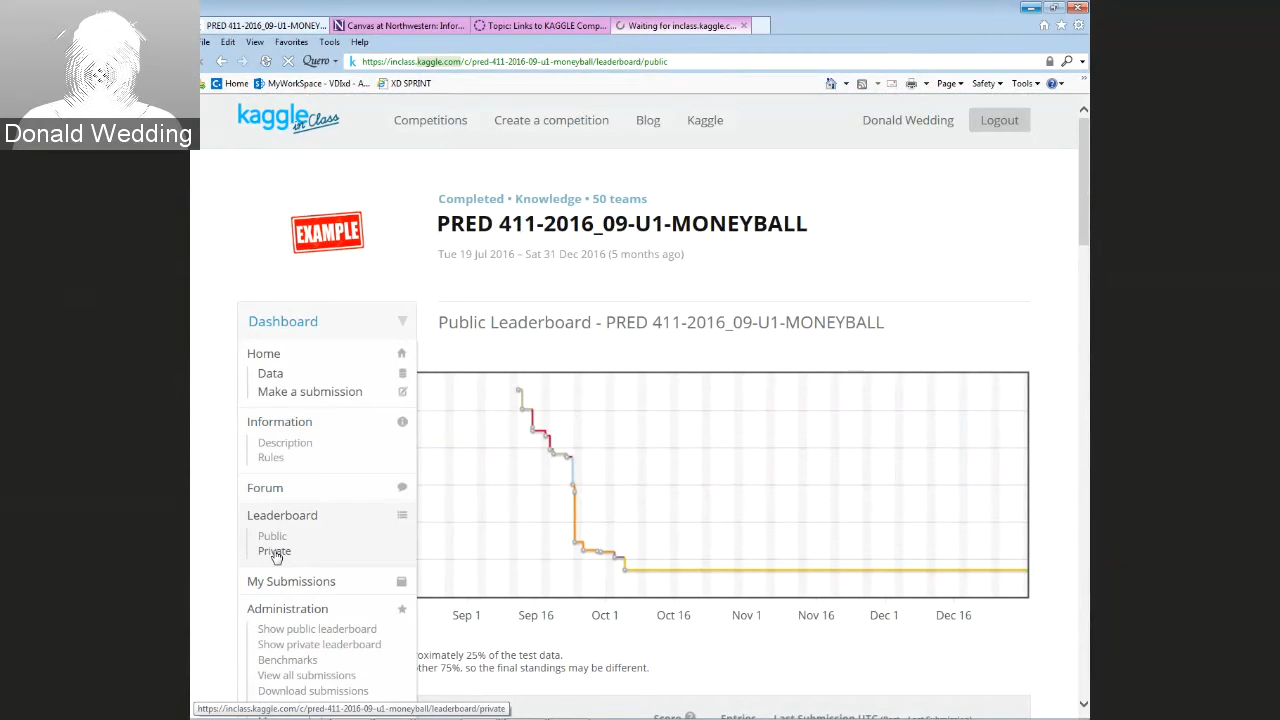 Donald Wedding
PRED 411-2016_09-U1-MONEY...
Canvas at Northwestern: Infor...
Topic: Links to KAGGLE Comp...
Waiting for inclass.kaggle.c...
Edit View Favorites Tools Help
Quero
https://inclass.kaggle.com/c/pred-411-2016-09-u1-moneyball/leaderboard/public
Home
MyWorkSpace - VDIxd - A...
XD SPRINT
Page Safety Tools
kaggle in Class
Competitions
Create a competition
Blog
Kaggle
Donald Wedding
Logout
EXAMPLE
Completed • Knowledge • 50 teams
PRED 411-2016_09-U1-MONEYBALL
Tue 19 Jul 2016 – Sat 31 Dec 2016 (5 months ago)
Dashboard
Home
Data
Make a submission
Information
Description
Rules
Forum
Leaderboard
Public
Private
My Submissions
Administration
Show public leaderboard
Show private leaderboard
Benchmarks
View all submissions
Download submissions
Public Leaderboard - PRED 411-2016_09-U1-MONEYBALL
Sep 1 Sep 16 Oct 1 Oct 16 Nov 1 Nov 16 Dec 1 Dec 16
25% of the test data.
other 75%, so the final standings may be different.
Score Entries Last Submission UTC
https://inclass.kaggle.com/c/pred-411-2016-09-u1-moneyball/leaderboard/private